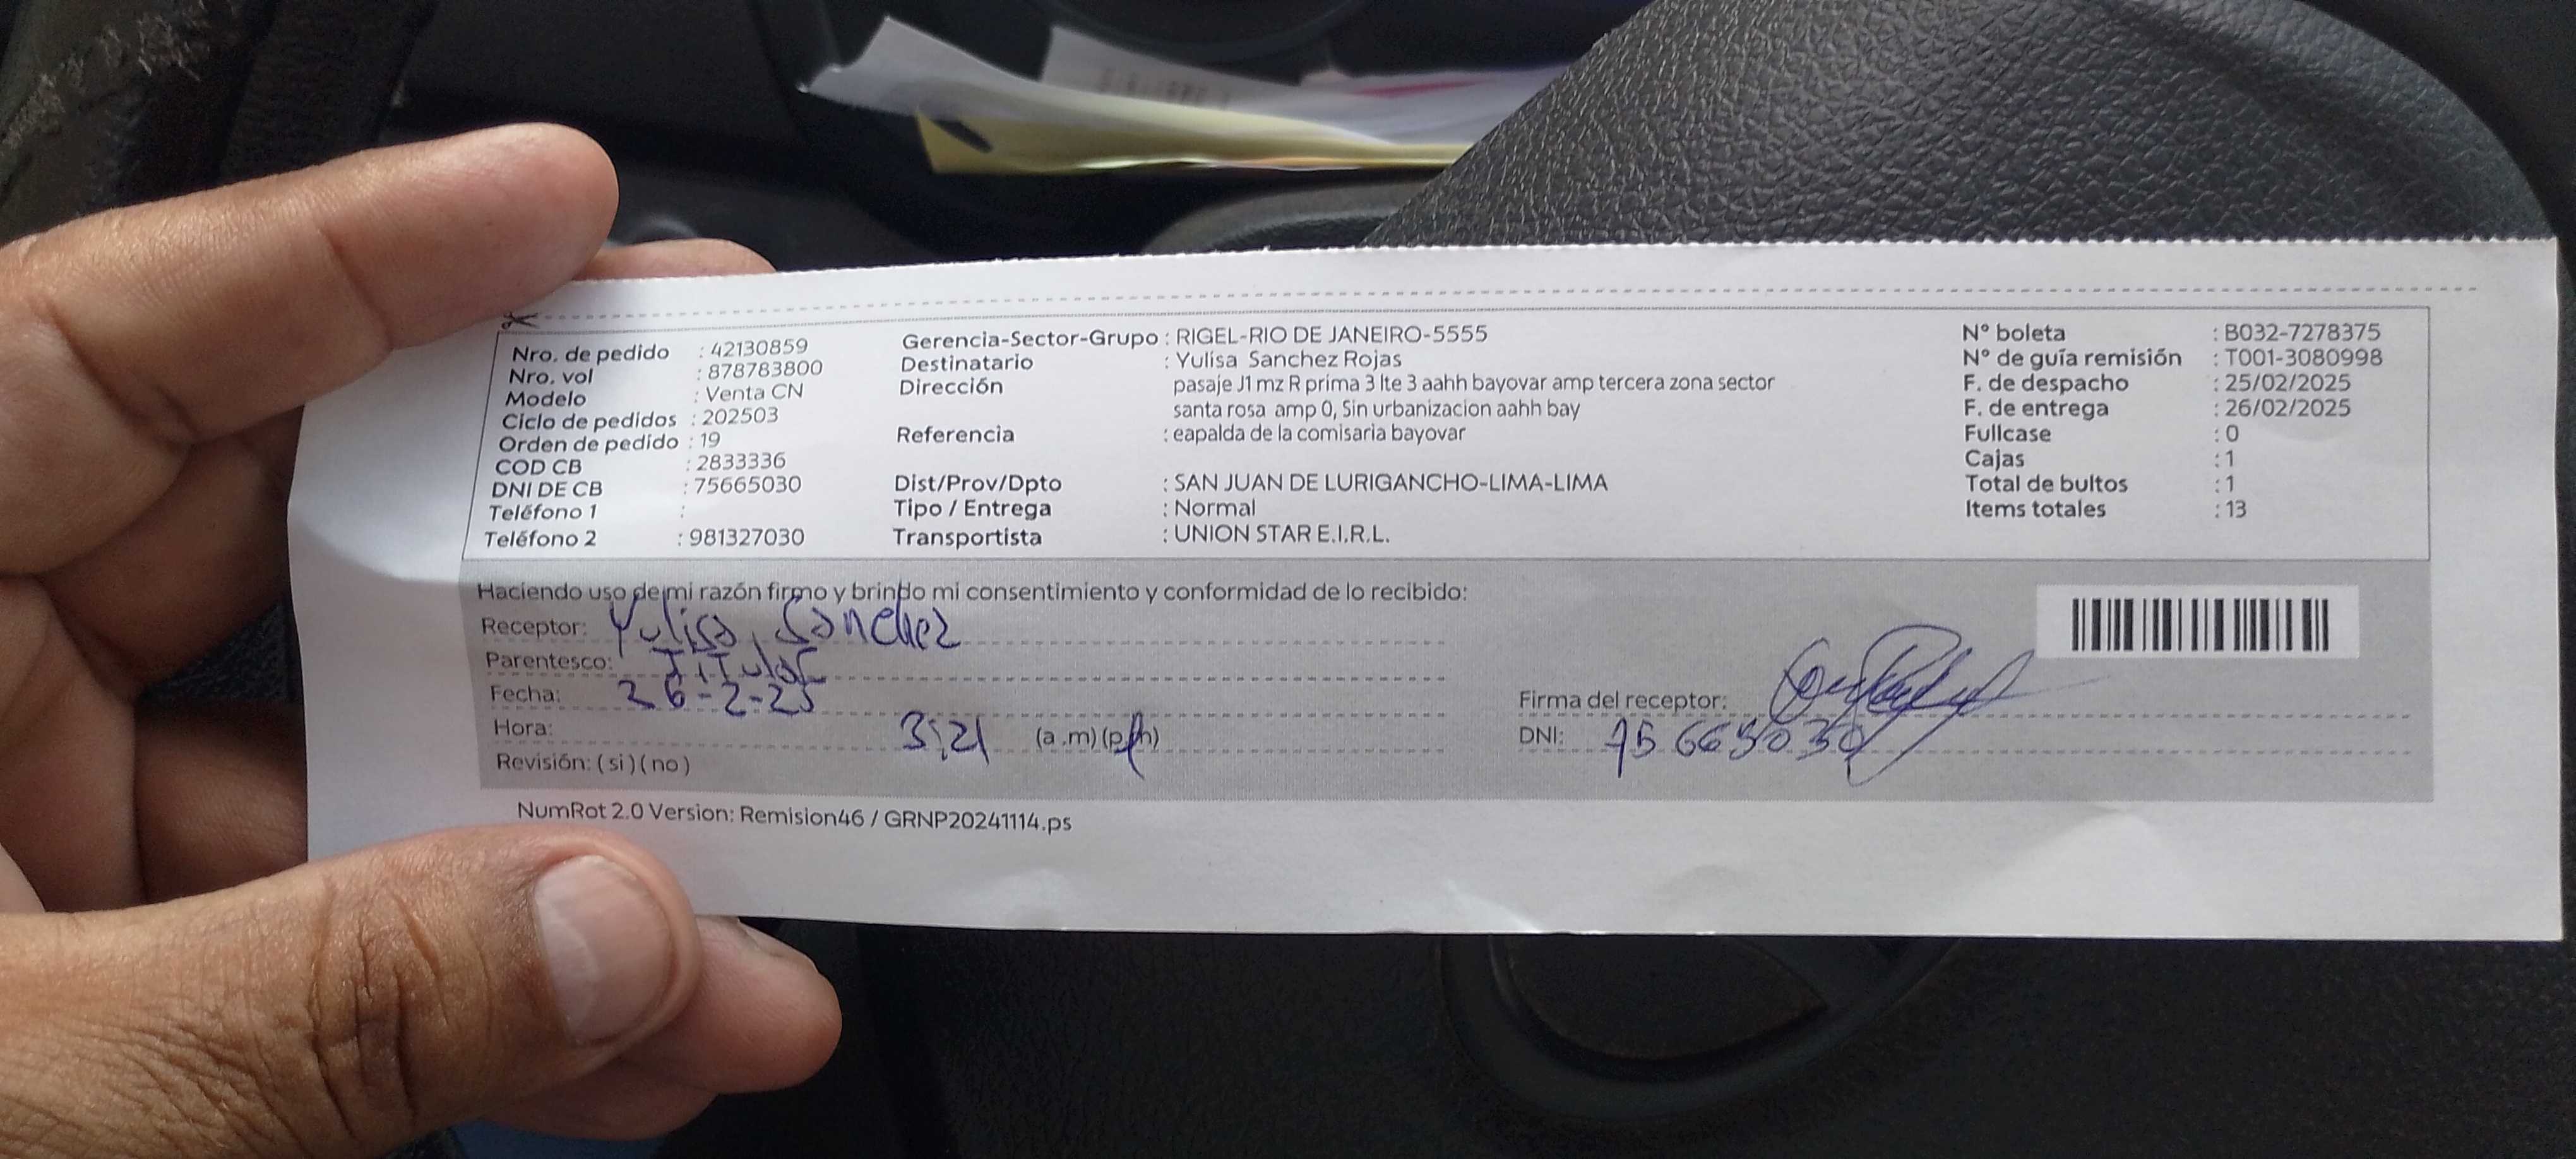 Nro. de pedido : 42130859
Nro. vol : 878783800
Modelo : Venta CN
Ciclo de pedidos : 202503
Orden de pedido : 19
COD CB : 2833336
DNI DE CB : 75665030
Teléfono 1 :
Teléfono 2 : 981327030
Gerencia-Sector-Grupo : RIGEL-RIO DE JANEIRO-5555
Destinatario : Yulisa Sanchez Rojas
Dirección pasaje J1 mz R prima 3 lte 3 aahh bayovar amp tercera zona sector
santa rosa amp 0, Sin urbanizacion aahh bay
Referencia : eapalda de la comisaria bayovar
Dist/Prov/Dpto : SAN JUAN DE LURIGANCHO-LIMA-LIMA
Tipo / Entrega : Normal
Transportista : UNION STAR E.I.R.L.
N° boleta : B032-7278375
N° de guía remisión : T001-3080998
F. de despacho : 25/02/2025
F. de entrega : 26/02/2025
Fullcase : 0
Cajas : 1
Total de bultos : 1
Items totales : 13
Haciendo uso de mi razón firmo y brindo mi consentimiento y conformidad de lo recibido:
Receptor: Yulisa Sanchez
Parentesco: Titular
Fecha: 26-2-25
Hora: 3:21 (a .m) (p.m)
Revisión: ( si ) ( no )
Firma del receptor:
DNI: 75665030
NumRot 2.0 Version: Remision46 / GRNP20241114.ps